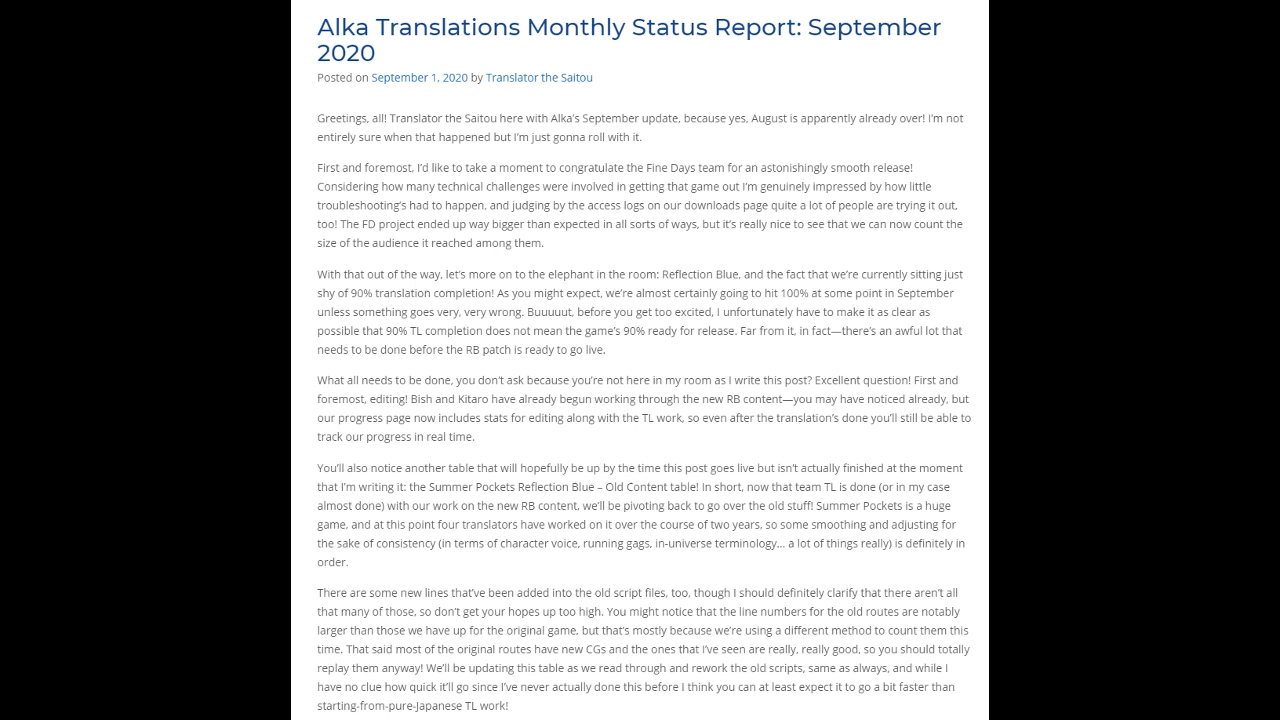 Alka Translations Monthly Status Report: September
2020
Posted on September 1, 2020 by Translator the Saitou
Greetings, all! Translator the Saitou here with Alka's September update, because yes, August is apparently already over! I'm not
entirely sure when that happened but I'm just gonna roll with it.
First and foremost, I'd like to take a moment to congratulate the Fine Days team for an astonishingly smooth release!
Considering how many technical challenges were involved in getting that game out I'm genuinely impressed by how little
troubleshooting's had to happen. and judging by the access logs on our downloads page quite a lot of people are trying it out,
too! The FD project ended up way bigger than expected in all sorts of ways, but it's really nice to see that we can now count the
size of the audience it reached among them.
With that out of the way, let's more on to the elephant in the room: Reflection Blue, and the fact that we're currently sitting just
shy of 90% translation completion! As you might expect, we're almost certainly going to hit 100% at some point in September
unless something goes very, very wrong. Buuuuut, before you get too excited, I unfortunately have to make it as clear as
possible that 90% TL completion does not mean the game's 90% ready for release. Far from it, in fact—there's an awful lot that
needs to be done before the RB patch is ready to go live.
What all needs to be done, you don't ask because you're not here in my room as I write this post? Excellent question! First and
foremost, editing! Bish and Kitaro have already begun working through the new RB content—you may have noticed already, but
our progress page now includes stats for editing along with the TL work, so even after the translation's done you'll still be able to
track our progress in real time.
You'll also notice another table that will hopefully be up by the time this post goes live but isn't actually finished at the moment
that I'm writing it: the Summer Pockets Reflection Blue – Old Content table! In short, now that team TL is done (or in my case
almost done) with our work on the new RB content, we'll be pivoting back to go over the old stuff! Summer Pockets is a huge
game, and at this point four translators have worked on it over the course of two years, so some smoothing and adjusting for
the sake of consistency (in terms of character voice, running gags, in-universe terminology... a lot of things really) is definitely in
order.
There are some new lines that've been added into the old script files, too, though I should definitely clarify that there aren't all
that many of those, so don't get your hopes up too high. You might notice that the line numbers for the old routes are notably
larger than those we have up for the original game, but that's mostly because we're using a different method to count them this
time. That said most of the original routes have new CGs and the ones that I've seen are really, really good, so you should totally
replay them anyway! We'll be updating this table as we read through and rework the old scripts, same as always, and while I
have no clue how quick it'll go since I've never actually done this before I think you can at least expect it to go a bit faster than
starting-from-pure-Japanese TL work!